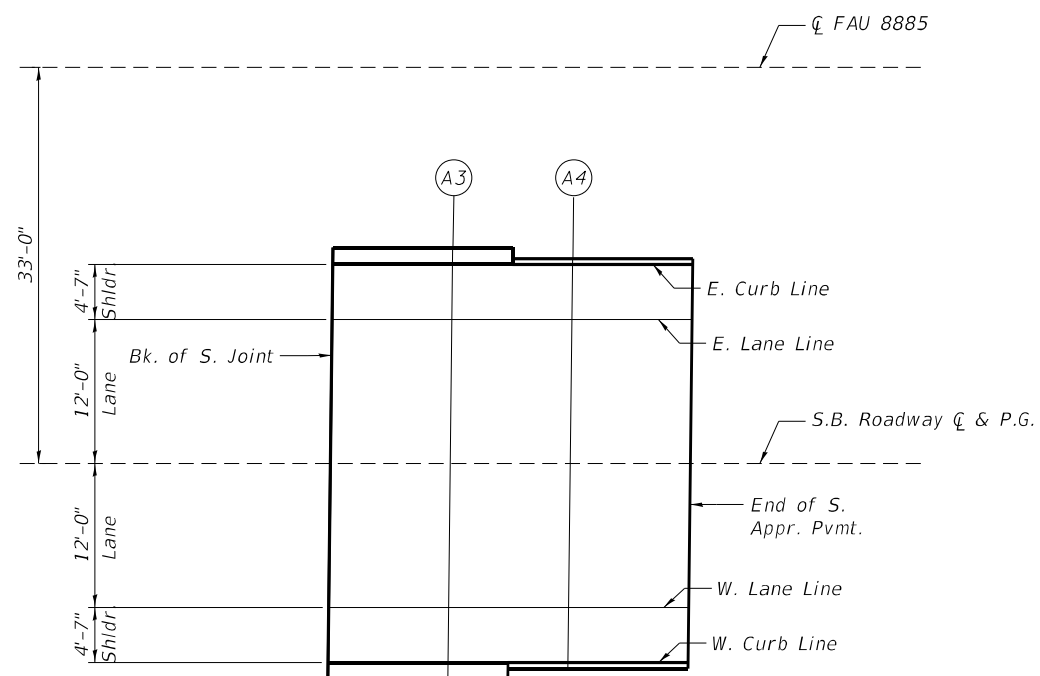 ℄ FAU 8885
A3
A4
33'-0"
4'-7"
Shldr.
E. Curb Line
E. Lane Line
Bk. of S. Joint
12'-0"
Lane
S.B. Roadway ℄ & P.G.
End of S.
Appr. Pvmt.
12'-0"
Lane
W. Lane Line
4'-7"
Shldr.
W. Curb Line